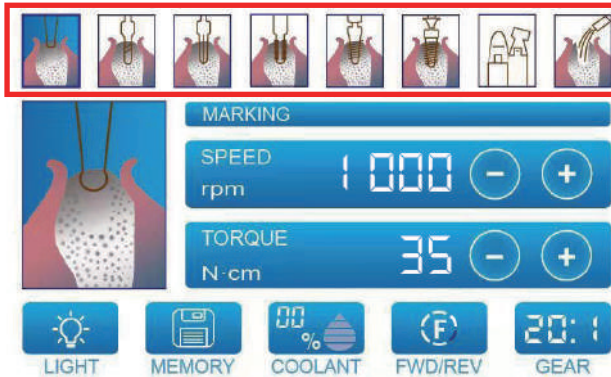 MARKING
SPEED
rpm
1000
- +
TORQUE
N·cm
35
- +
00
%
F
20:1
LIGHT MEMORY COOLANT FWD/REV GEAR